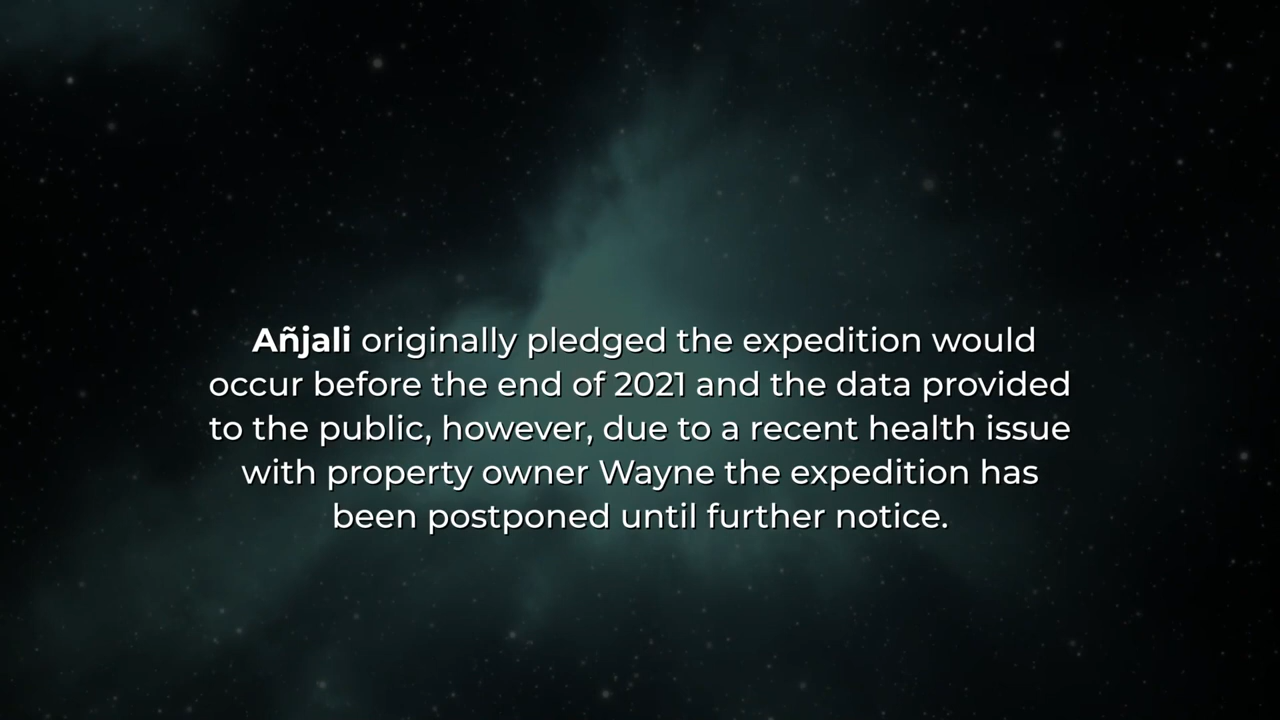 Añjali originally pledged the expedition would
occur before the end of 2021 and the data provided
to the public, however, due to a recent health issue
with property owner Wayne the expedition has
been postponed until further notice.